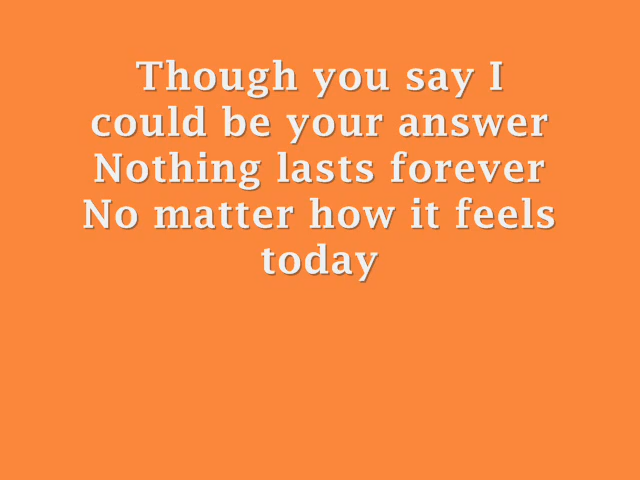 Though you say I
could be your answer
Nothing lasts forever
No matter how it feels
today